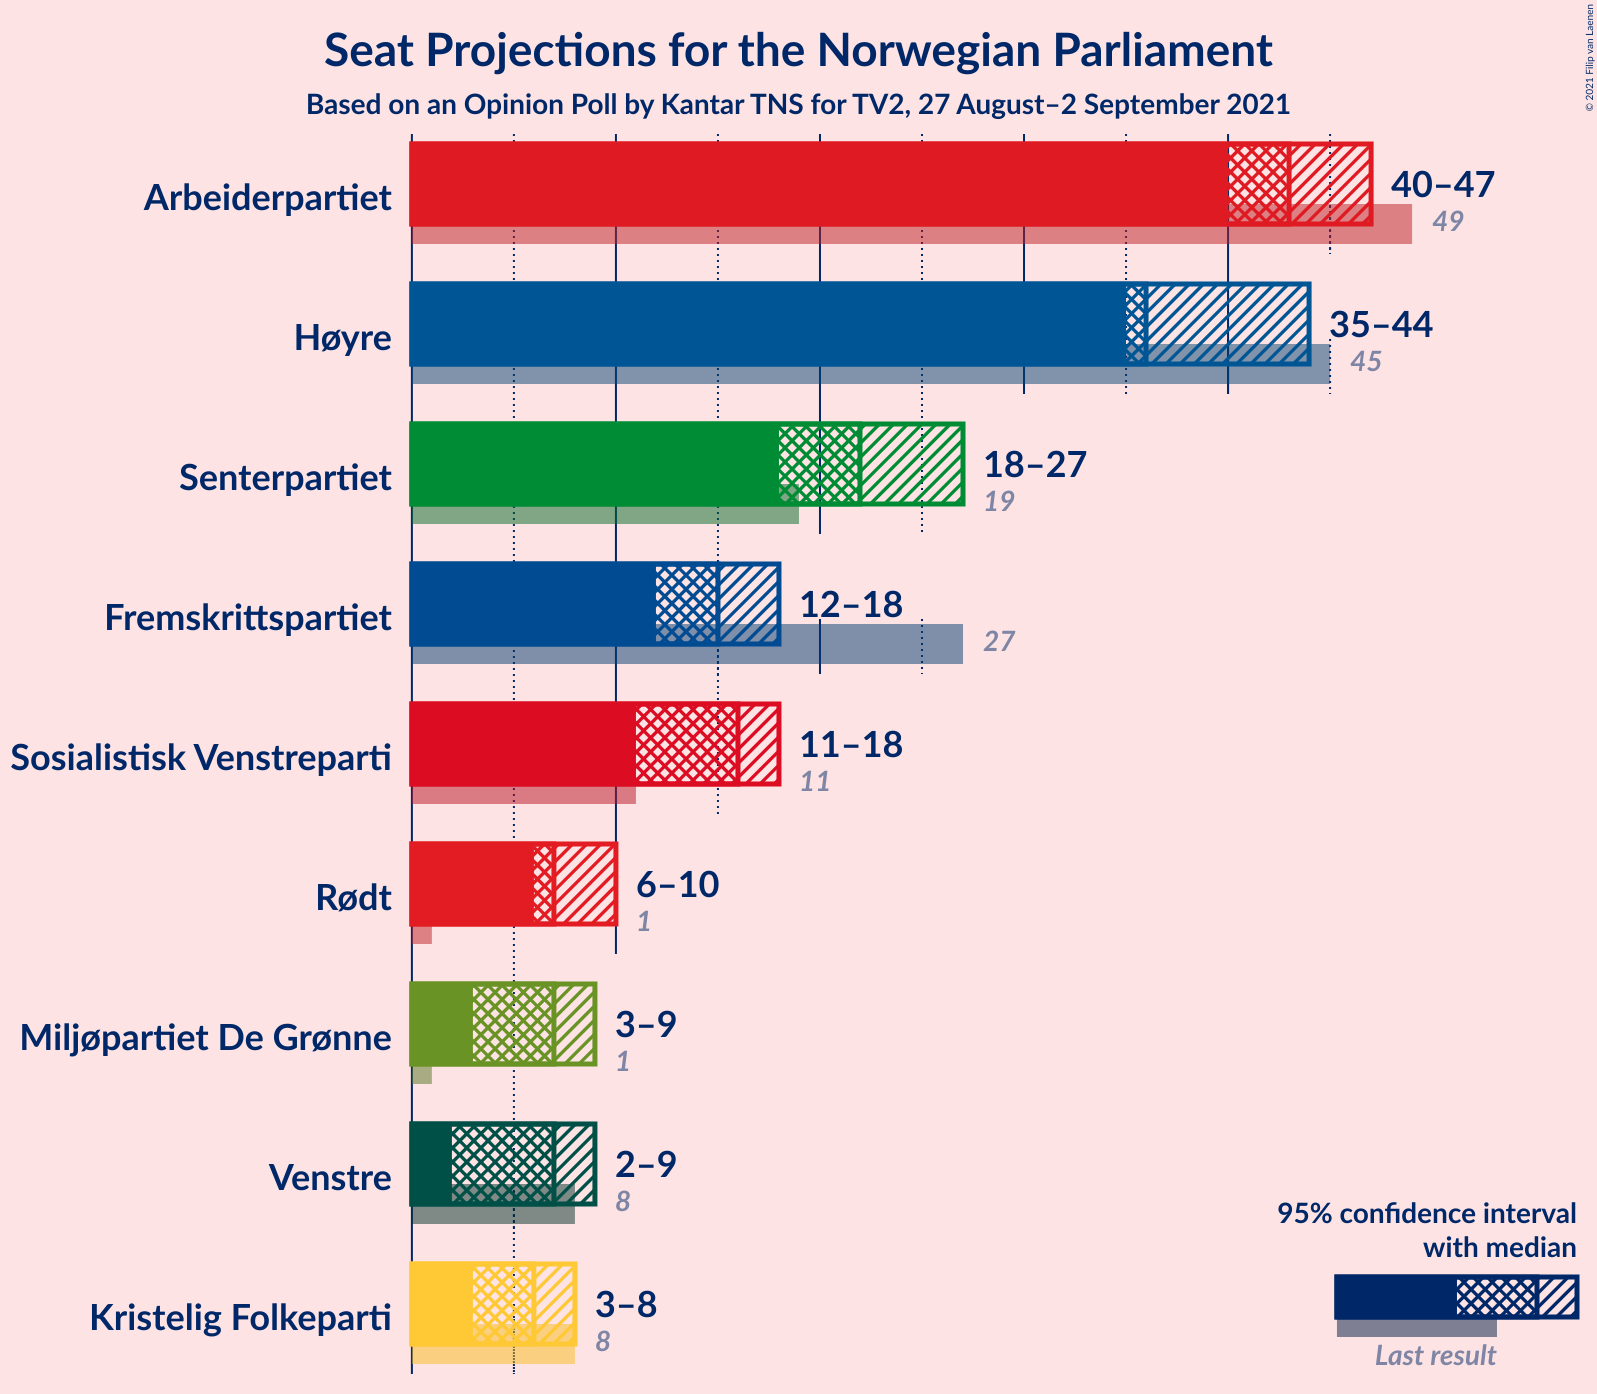 Seat Projections for the Norwegian Parliament
Based on an Opinion Poll by Kantar TNS for TV2, 27 August–2 September 2021
© 2021 Filip van Laenen
Arbeiderpartiet
40–47
49
Høyre
35–44
45
Senterpartiet
18–27
19
Fremskrittspartiet
12–18
27
Sosialistisk Venstreparti
11–18
11
Rødt
6–10
1
Miljøpartiet De Grønne
3–9
1
Venstre
2–9
8
Kristelig Folkeparti
3–8
8
95% confidence interval
with median
Last result